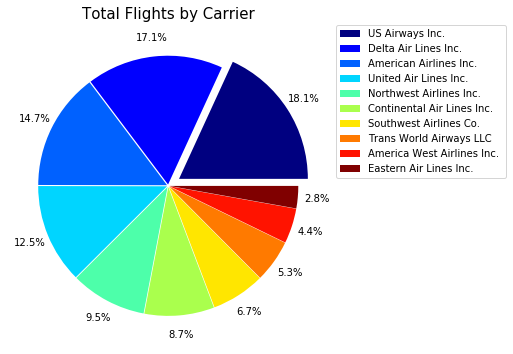 Total Flights by Carrier
18.1%
17.1%
14.7%
12.5%
9.5%
8.7%
6.7%
5.3%
4.4%
2.8%
US Airways Inc.
Delta Air Lines Inc.
American Airlines Inc.
United Air Lines Inc.
Northwest Airlines Inc.
Continental Air Lines Inc.
Southwest Airlines Co.
Trans World Airways LLC
America West Airlines Inc.
Eastern Air Lines Inc.